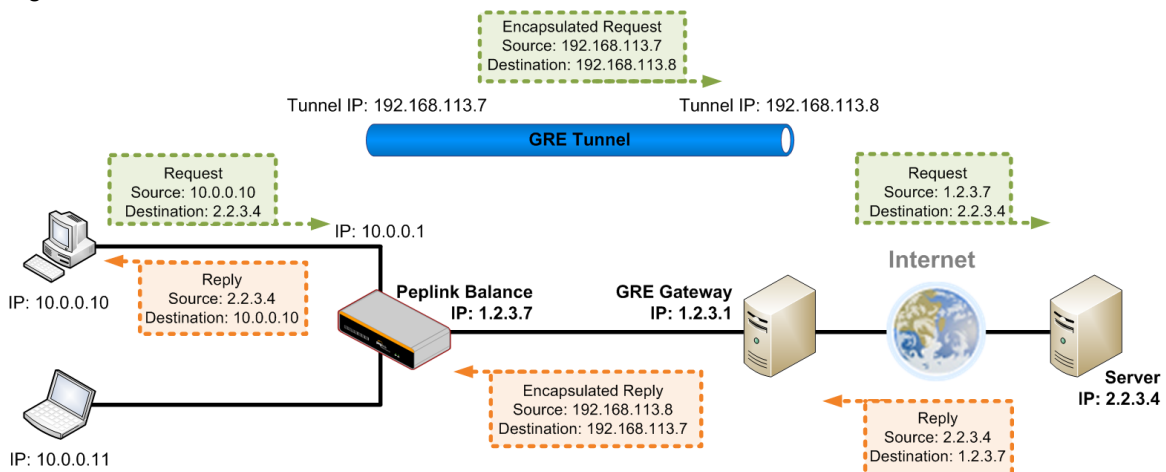 Encapsulated Request
Source: 192.168.113.7
Destination: 192.168.113.8
Tunnel IP: 192.168.113.7
Tunnel IP: 192.168.113.8
GRE Tunnel
Request
Source: 10.0.0.10
Destination: 2.2.3.4
Request
Source: 1.2.3.7
Destination: 2.2.3.4
IP: 10.0.0.1
Internet
Reply
Source: 2.2.3.4
Destination: 10.0.0.10
IP: 10.0.0.10
Peplink Balance
IP: 1.2.3.7
GRE Gateway
IP: 1.2.3.1
Server
IP: 2.2.3.4
Encapsulated Reply
Source: 192.168.113.8
Destination: 192.168.113.7
Reply
Source: 2.2.3.4
Destination: 1.2.3.7
IP: 10.0.0.11